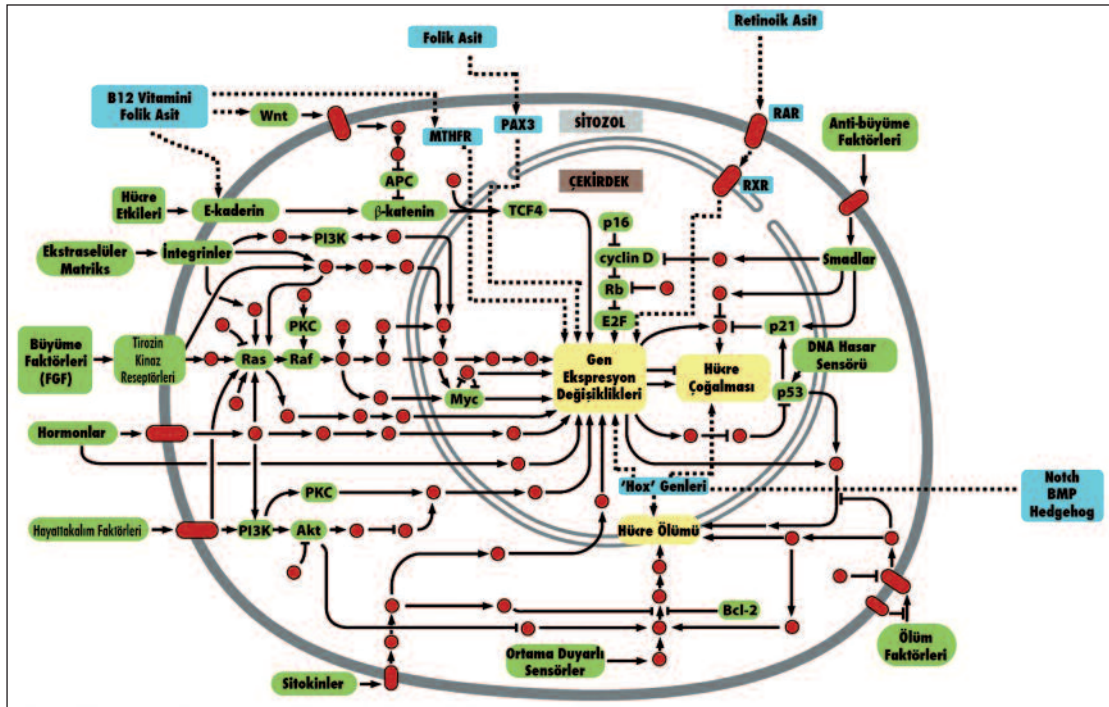 Retinoik Asit
Folik Asit
B12 Vitamini
Folik Asit
Wnt
MTHFR
PAX3
SİTOZOL
RAR
Anti-büyüme
Faktörleri
ÇEKİRDEK
RXR
APC
Hücre
Etkileri
E-kaderin
β-katenin
TCF4
p16
Ekstraselüler
Matriks
İntegrinler
PI3K
cyclin D
Smadlar
Rb
PKC
E2F
p21
Büyüme
Faktörleri
(FGF)
Tirozin
Kinaz
Reseptörleri
Ras
Raf
Gen
Ekspresyon
Değişiklikleri
Hücre
Çoğalması
DNA Hasar
Sensörü
p53
Myc
Hormonlar
'Hox' Genleri
Notch
BMP
Hedgehog
PKC
Hayattakalım Faktörleri
PI3K
Akt
Hücre Ölümü
Bcl-2
Ortama Duyarlı
Sensörler
Ölüm
Faktörleri
Sitokinler